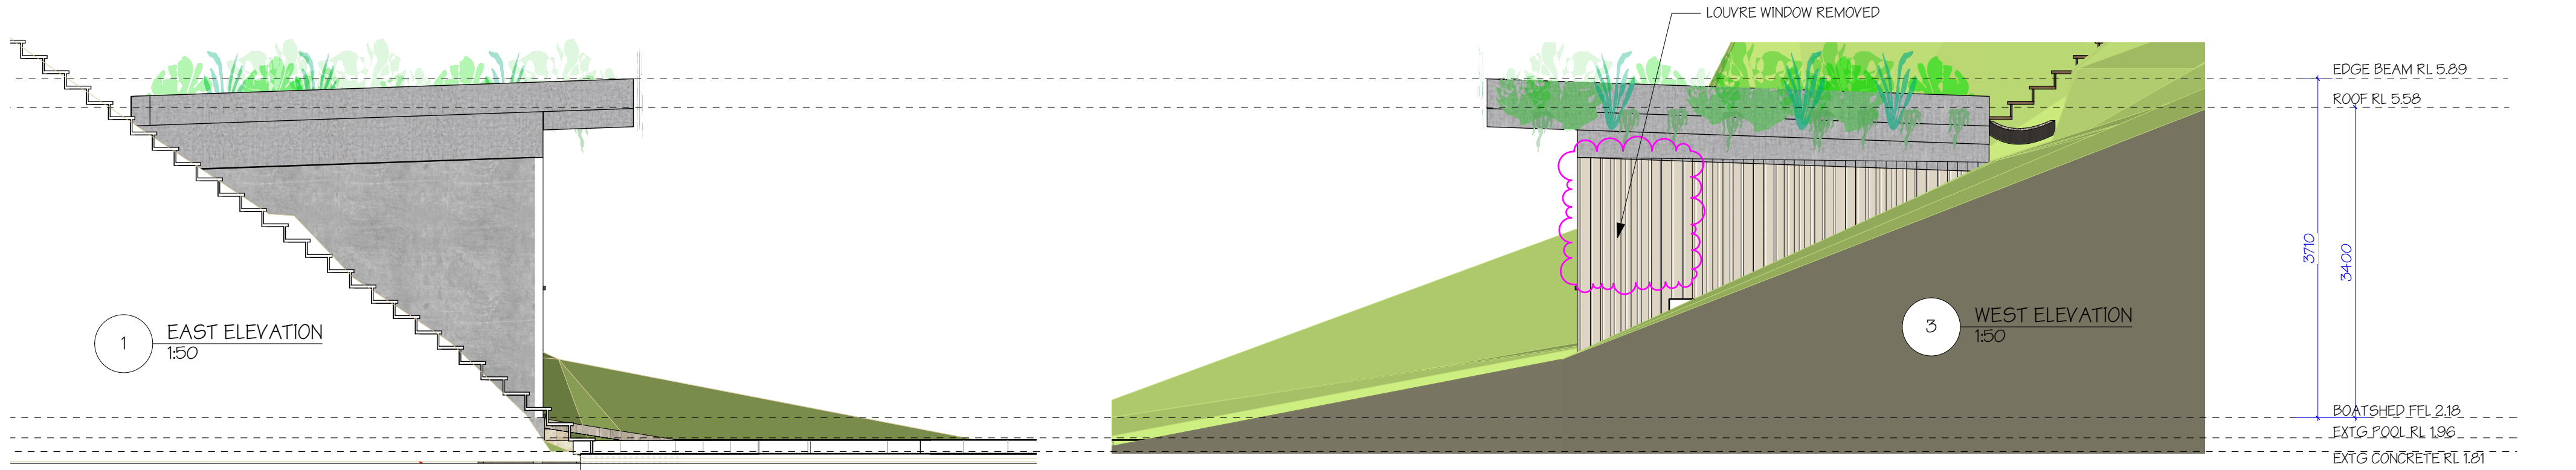 LOUVRE WINDOW REMOVED
EDGE BEAM RL 5.89
ROOF RL 5.58
3710
3400
1
EAST ELEVATION
1:50
3
WEST ELEVATION
1:50
BOATSHED FFL 2.18
EXTG POOL RL 1.96
EXTG CONCRETE RL 1.81